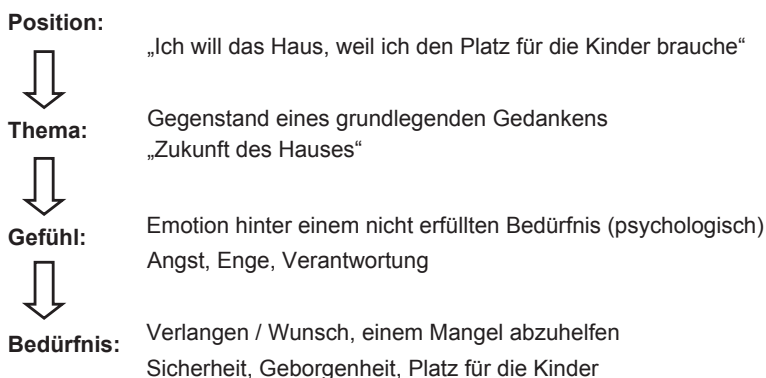 Position:
„Ich will das Haus, weil ich den Platz für die Kinder brauche“
Thema:
Gegenstand eines grundlegenden Gedankens
„Zukunft des Hauses“
Gefühl:
Emotion hinter einem nicht erfüllten Bedürfnis (psychologisch)
Angst, Enge, Verantwortung
Bedürfnis:
Verlangen / Wunsch, einem Mangel abzuhelfen
Sicherheit, Geborgenheit, Platz für die Kinder